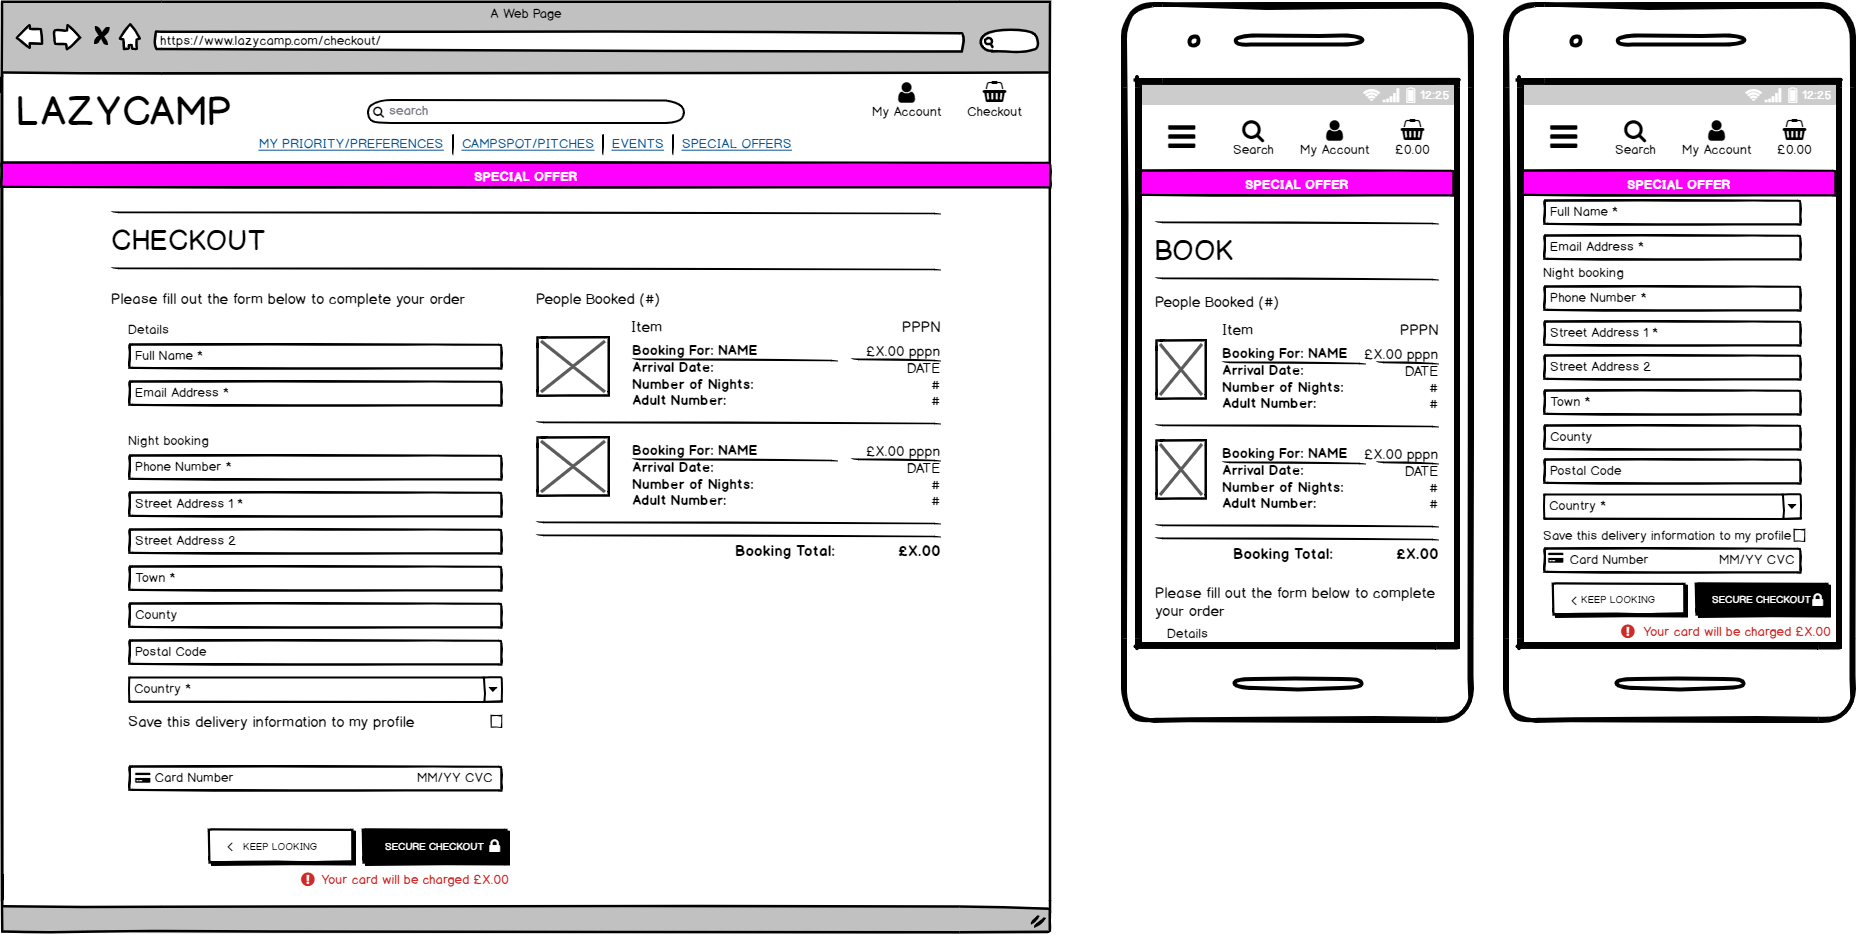 A Web Page
https://www.lazycamp.com/checkout/
LAZYCAMP
search
My Account
Checkout
MY PRIORITY/PREFERENCES
CAMPSPOT/PITCHES
EVENTS
SPECIAL OFFERS
SPECIAL OFFER
CHECKOUT
Please fill out the form below to complete your order
Details
Full Name *
Email Address *
Night booking
Phone Number *
Street Address 1 *
Street Address 2
Town *
County
Postal Code
Country *
Save this delivery information to my profile
Card Number MM/YY CVC
< KEEP LOOKING
SECURE CHECKOUT
Your card will be charged £X.00
People Booked (#)
Item PPPN
Booking For: NAME £X.00 pppn
Arrival Date: DATE
Number of Nights: #
Adult Number: #
Booking For: NAME £X.00 pppn
Arrival Date: DATE
Number of Nights: #
Adult Number: #
Booking Total: £X.00
12:25
Search
My Account
£0.00
SPECIAL OFFER
BOOK
People Booked (#)
Item PPPN
Booking For: NAME £X.00 pppn
Arrival Date: DATE
Number of Nights: #
Adult Number: #
Booking For: NAME £X.00 pppn
Arrival Date: DATE
Number of Nights: #
Adult Number: #
Booking Total: £X.00
Please fill out the form below to complete
your order
Details
12:25
Search
My Account
£0.00
SPECIAL OFFER
Full Name *
Email Address *
Night booking
Phone Number *
Street Address 1 *
Street Address 2
Town *
County
Postal Code
Country *
Save this delivery information to my profile
Card Number MM/YY CVC
< KEEP LOOKING
SECURE CHECKOUT
Your card will be charged £X.00